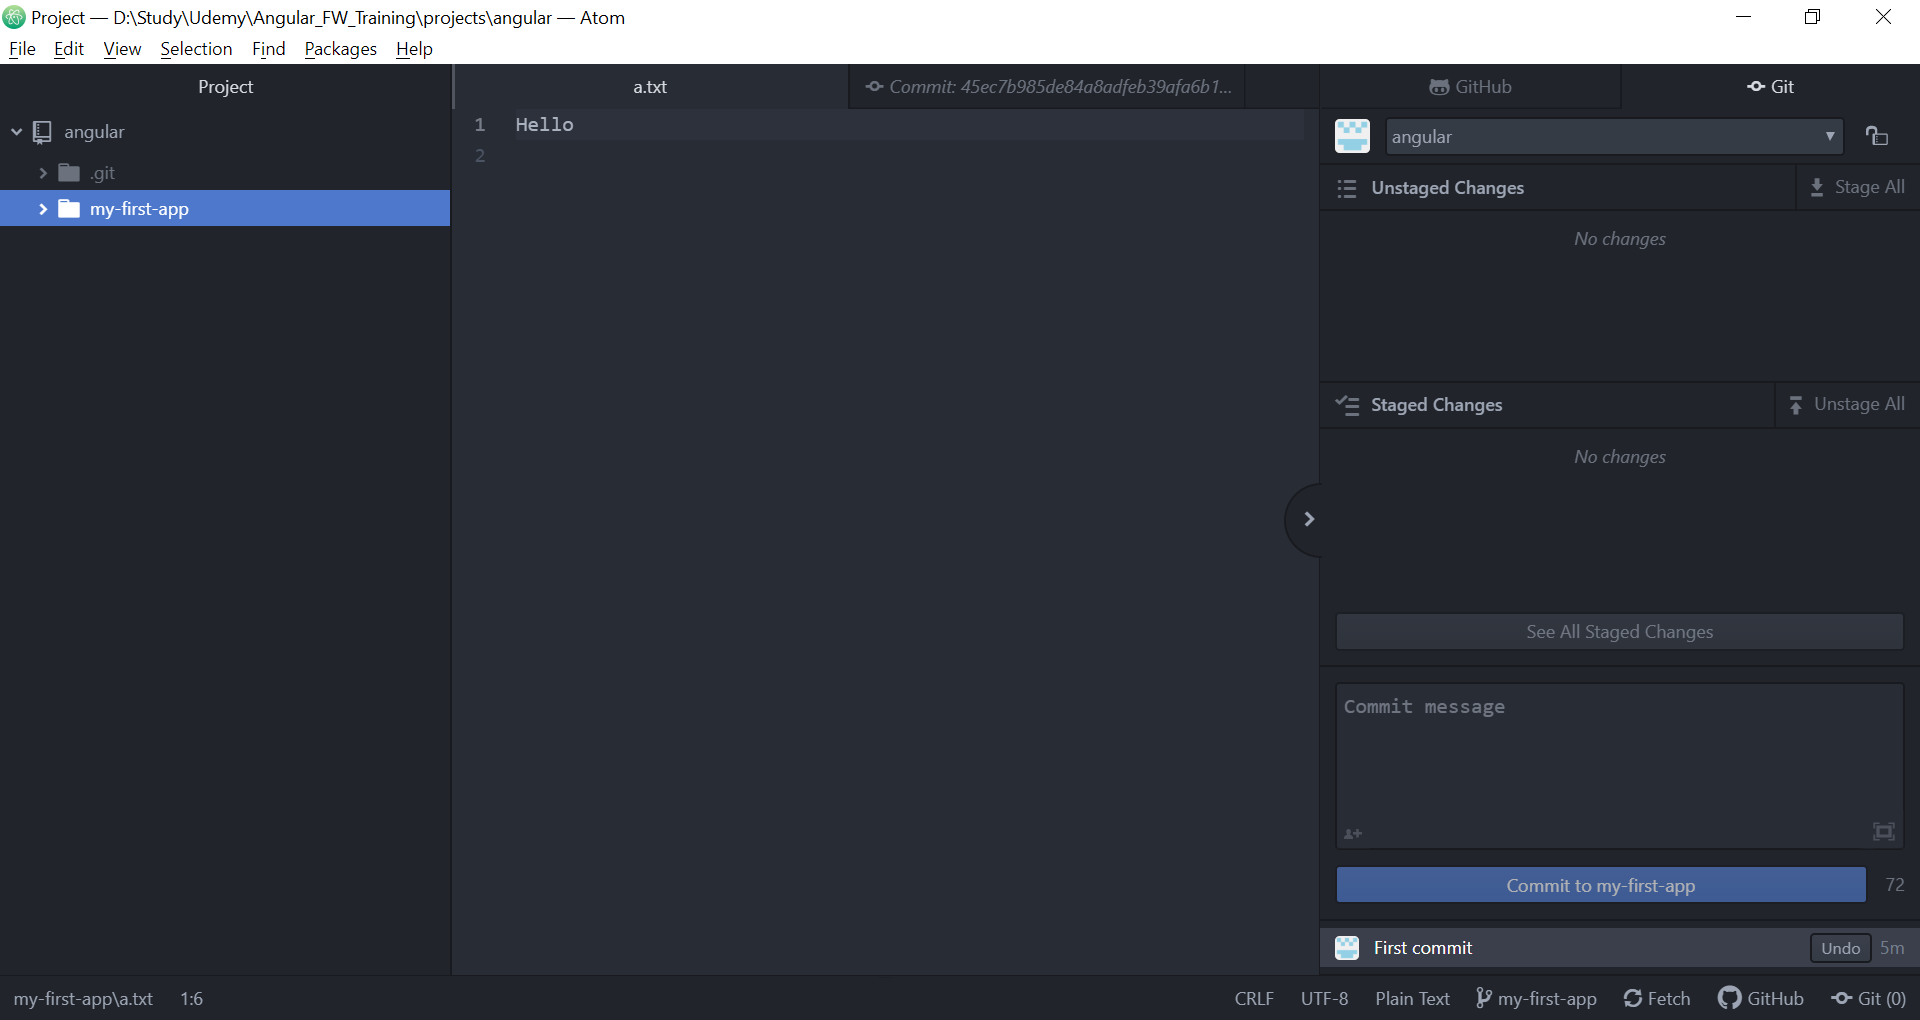 Project — D:\Study\Udemy\Angular_FW_Training\projects\angular — Atom
File Edit View Selection Find Packages Help
Project
angular
.git
my-first-app
a.txt
Commit: 45ec7b985de84a8adfeb39afa6b1...
1 Hello
2
GitHub
Git
angular
Unstaged Changes
Stage All
No changes
Staged Changes
Unstage All
No changes
See All Staged Changes
Commit message
Commit to my-first-app
72
First commit
Undo
5m
my-first-app\a.txt 1:6
CRLF UTF-8 Plain Text my-first-app Fetch GitHub Git (0)